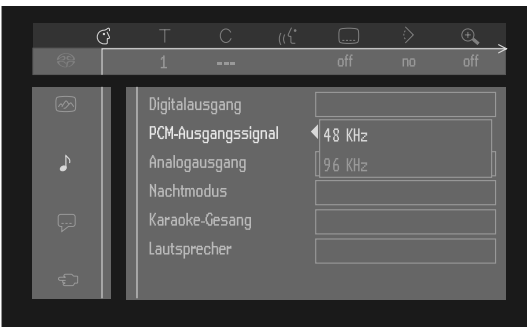 T C
1 --- off no off
Digitalausgang
PCM-Ausgangssignal 48 KHz
Analogausgang 96 KHz
Nachtmodus
Karaoke-Gesang
Lautsprecher